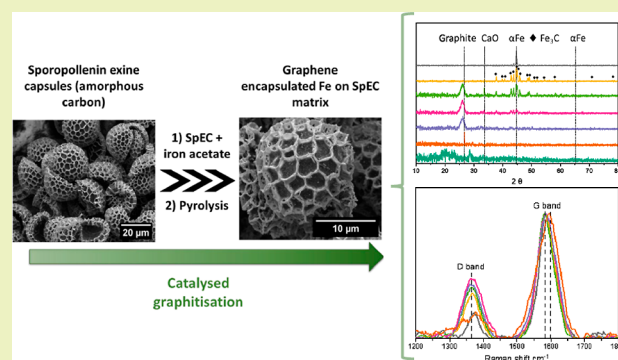 Sporopollenin exine
capsules (amorphous
carbon)
20 µm
1) SpEC +
iron acetate
2) Pyrolysis
Graphene
encapsulated Fe on SpEC
matrix
10 µm
Catalysed
graphitisation
Graphite CaO αFe ♦ Fe₃C αFe
10 20 30 40 50 60 70 80
2 θ
G band
D band
1200 1300 1400 1500 1600 1700 1800
Raman shift cm⁻¹